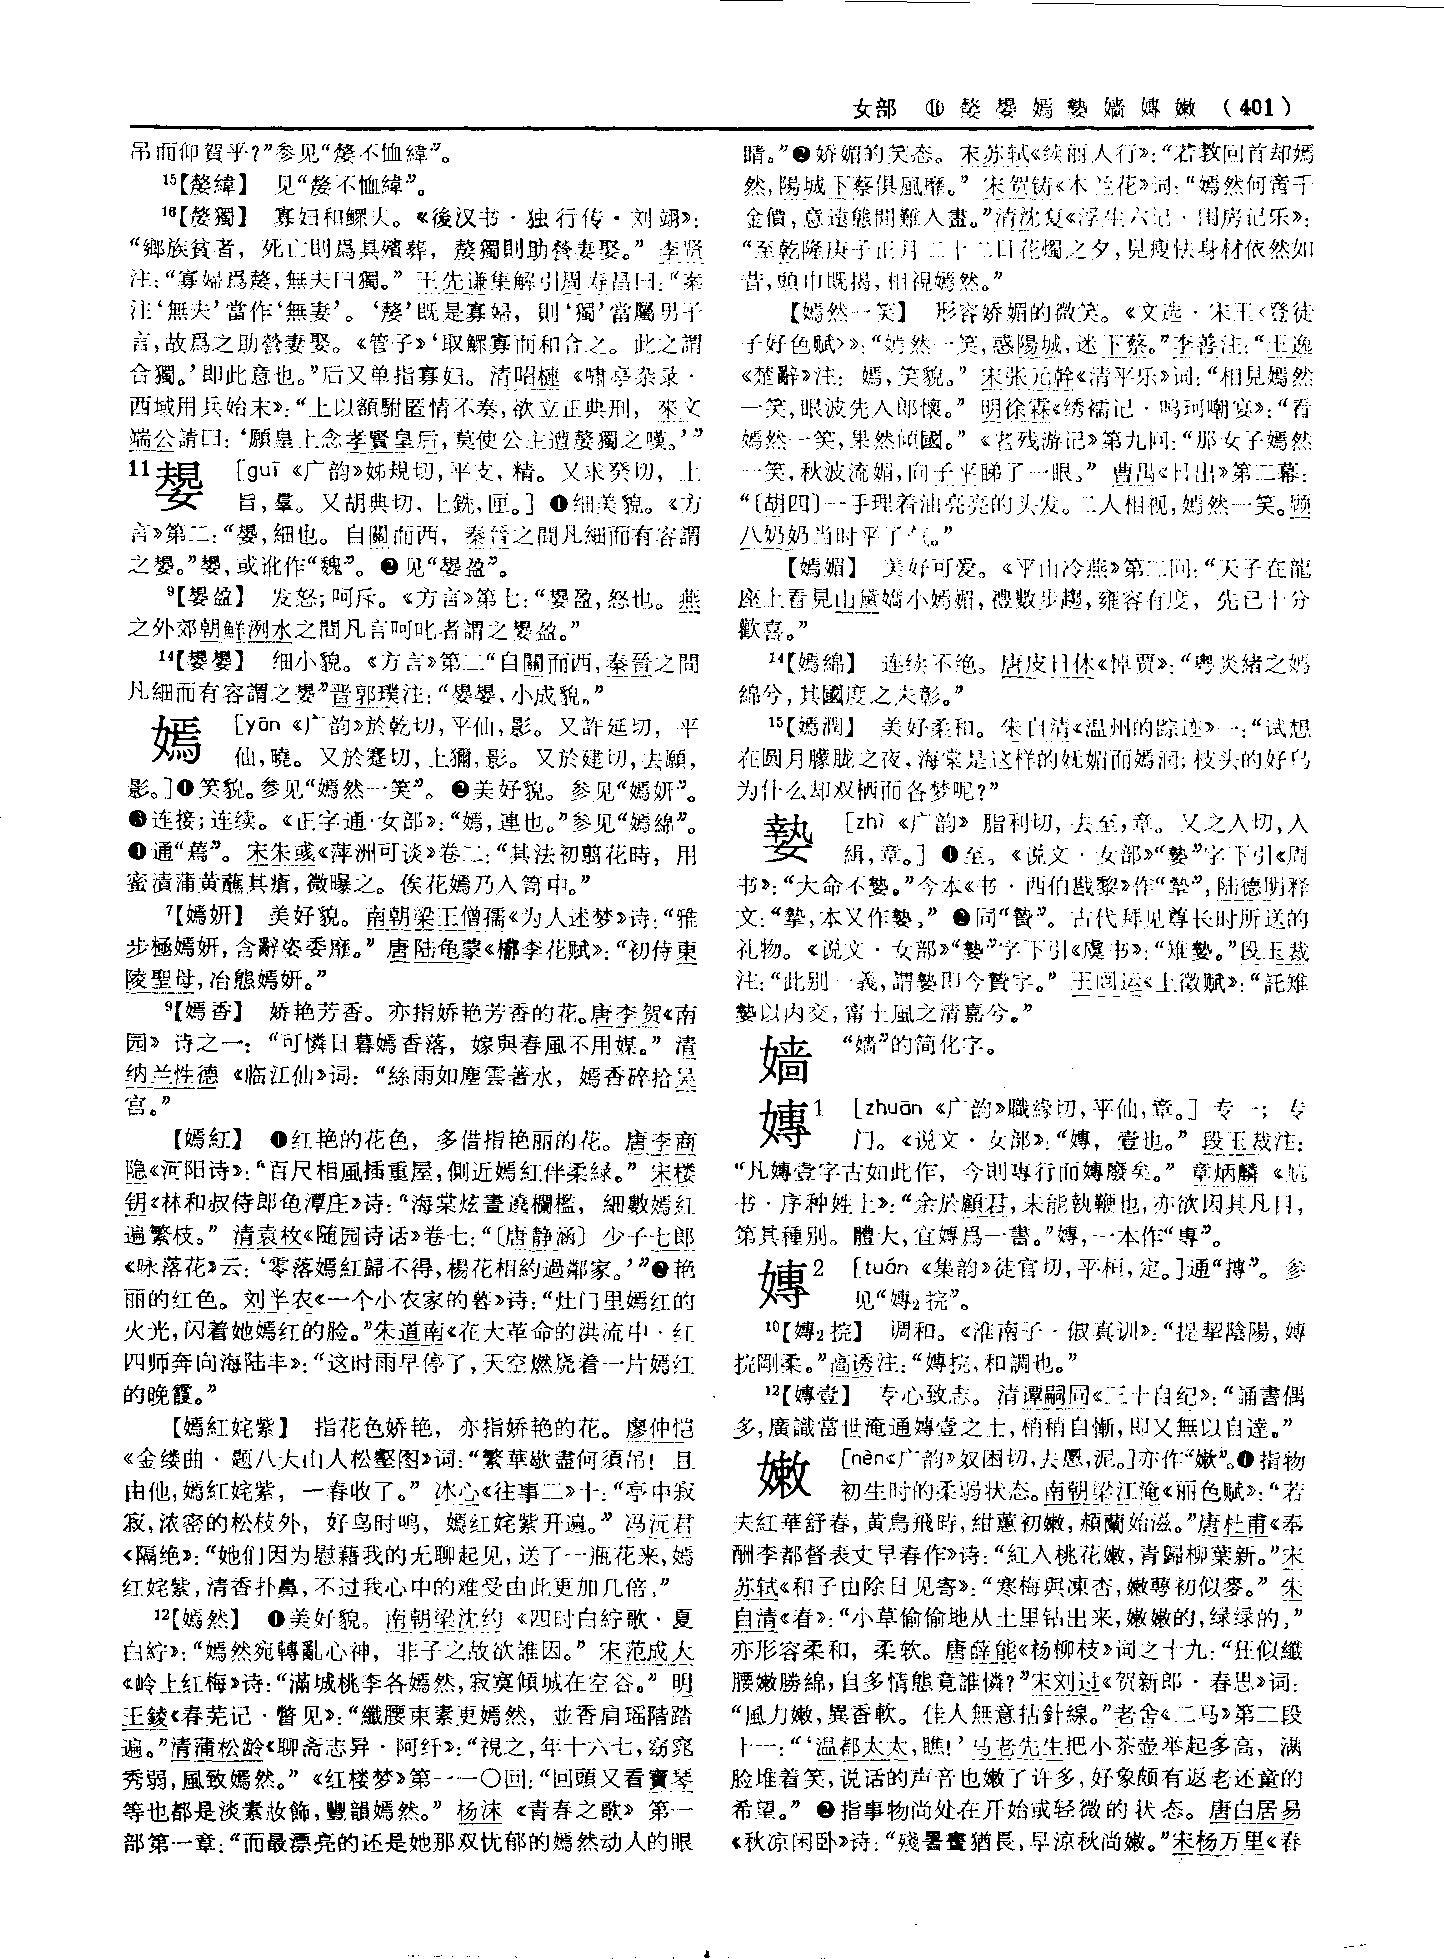 女部 ⑪ 嫠嫢嫣嫛嫱嫥嫩 (401)
吊而仰賀乎?”参见“嫠不恤緯”。
15【嫠緯】 见“嫠不恤緯”。
16【嫠獨】 寡妇和鳏夫。《後汉书·独行传·刘翊》:
“鄉族貧者, 死亡則爲具殯葬, 嫠獨則助營妻娶。” 李贤
注:“寡婦爲嫠,無夫曰獨。” 王先谦集解引周寿昌曰:“案
注‘無夫’當作‘無妻’。 ‘嫠’既是寡婦, 則‘獨’當屬男子
言,故爲之助營妻娶。《管子》‘取鰥寡而和合之。此之謂
合獨。’即此意也。”后又单指寡妇。清昭槤《啸亭杂录·
西域用兵始末》:“上以額駙匿情不奏,欲立正典刑, 來文
端公請曰:‘願皇上念孝賢皇后,莫使公主遭嫠獨之嘆。’”
11 嫢 [guī《广韵》姊規切,平支,精。又求癸切, 上
旨,羣。又胡典切,上銑,匣。] ❶细美貌。《方
言》第二:“嫢,細也。自關而西, 秦晉之間凡細而有容謂
之嫢。”嫢,或讹作“魏”。❷见“嫢盈”。
9【嫢盈】 发怒;呵斥。《方言》第七:“嫢盈,怒也。燕
之外郊朝鮮洌水之間凡言呵叱者謂之嫢盈。”
14【嫢嫢】 细小貌。《方言》第二“自關而西,秦晉之間
凡細而有容謂之嫢”晋郭璞注:“嫢嫢,小成貌。”
嫣 [yān《广韵》於乾切,平仙,影。又許延切, 平
仙,曉。又於蹇切,上獮,影。又於建切,去願,
影。]❶笑貌。参见“嫣然一笑”。❷美好貌。参见“嫣妍”。
❸连接;连续。《正字通·女部》:“嫣,連也。”参见“嫣綿”。
❹通“蔫”。宋朱彧《萍洲可谈》卷二:“其法初翦花時, 用
蜜漬蒲黄蘸其瘡,微曝之。俟花嫣乃入笥中。”
7【嫣妍】 美好貌。南朝梁王僧孺《为人述梦》诗:“雅
步極嫣妍,含辭姿委靡。” 唐陆龟蒙《郁李花赋》:“初侍東
陵聖母,冶態嫣妍。”
9【嫣香】 娇艳芳香。亦指娇艳芳香的花。唐李贺《南
园》诗之一:“可憐日暮嫣香落, 嫁與春風不用媒。” 清
纳兰性德《临江仙》词:“絲雨如塵雲著水, 嫣香碎拾吴
宫。”
【嫣紅】 ❶红艳的花色, 多借指艳丽的花。唐李商
隐《河阳诗》:“百尺相風插重屋,側近嫣紅伴柔緑。” 宋楼
钥《林和叔侍郎龟潭庄》诗:“海棠炫晝遶欄檻, 細數嫣紅
遍繁枝。” 清袁枚《随园诗话》卷七:“〔唐静涵〕少子七郎
《咏落花》云:‘零落嫣紅歸不得,楊花相約過鄰家。’”❷艳
丽的红色。刘半农《一个小农家的暮》诗:“灶门里嫣红的
火光,闪着她嫣红的脸。”朱道南《在大革命的洪流中·红
四师奔向海陆丰》:“这时雨早停了,天空燃烧着一片嫣红
的晚霞。”
【嫣紅姹紫】 指花色娇艳, 亦指娇艳的花。廖仲恺
《金缕曲·题八大山人松壑图》词:“繁華歇盡何須吊! 且
由他,嫣紅姹紫, 一春收了。” 冰心《往事二》十:“亭中寂
寂,浓密的松枝外, 好鸟时鸣, 嫣红姹紫开遍。” 冯沅君
《隔绝》:“她们因为慰藉我的无聊起见,送了一瓶花来,嫣
红姹紫,清香扑鼻,不过我心中的难受由此更加几倍。”
12【嫣然】 ❶美好貌。南朝梁沈约《四时白紵歌·夏
白紵》:“嫣然宛轉亂心神, 非子之故欲誰因。” 宋范成大
《岭上红梅》诗:“滿城桃李各嫣然,寂寞傾城在空谷。” 明
王錂《春芜记·瞥见》:“纖腰束素更嫣然, 並香肩瑶階踏
遍。”清蒲松龄《聊斋志异·阿纤》:“視之,年十六七,窈窕
秀弱,風致嫣然。”《红楼梦》第一一〇回:“回頭又看寶琴
等也都是淡素妝飾,豐韻嫣然。” 杨沫《青春之歌》第一
部第一章:“而最漂亮的还是她那双忧郁的嫣然动人的眼
睛。”❷娇媚的笑态。宋苏轼《续丽人行》:“若教回首却嫣
然,陽城下蔡俱風靡。” 宋贺铸《木兰花》词:“嫣然何啻千
金價,意遠態閒難入畫。”清沈复《浮生六记·闺房记乐》:
“至乾隆庚子正月二十二日花燭之夕,見瘦怯身材依然如
昔,頭巾既揭,相視嫣然。”
【嫣然一笑】 形容娇媚的微笑。《文选·宋玉〈登徒
子好色赋〉》:“嫣然一笑,惑陽城,迷下蔡。”李善注:“王逸
《楚辭》注: 嫣,笑貌。” 宋张元幹《清平乐》词:“相見嫣然
一笑,眼波先入郎懷。” 明徐霖《绣襦记·鸣珂嘲宴》:“看
嫣然一笑,果然傾國。”《老残游记》第九回:“那女子嫣然
一笑,秋波流媚,向子平睇了一眼。” 曹禺《日出》第二幕:
“〔胡四〕一手理着油亮亮的头发。二人相视,嫣然一笑。顾
八奶奶当时平了气。”
【嫣媚】 美好可爱。《平山冷燕》第二回:“天子在龍
座上看見山黛嬌小嫣媚,禮數步趨,雍容有度, 先已十分
歡喜。”
14【嫣綿】 连续不绝。唐皮日休《悼贾》:“粤炎緒之嫣
綿兮,其國度之未彰。”
15【嫣潤】 美好柔和。朱自清《温州的踪迹》一:“试想
在圆月朦胧之夜,海棠是这样的妩媚而嫣润;枝头的好鸟
为什么却双栖而各梦呢?”
嫛 [zhì《广韵》脂利切,去至,章。又之入切,入
緝,章。] ❶至。《说文·女部》“嫛”字下引《周
书》:“大命不嫛。”今本《书·西伯戡黎》作“摯”,陆德明释
文:“摯,本又作嫛。” ❷同“贄”。古代拜见尊长时所送的
礼物。《说文·女部》“嫛”字下引《虞书》:“雉嫛。”段玉裁
注:“此别一義,謂嫛即今贄字。” 王闿运《上徵赋》:“託雉
嫛以内交,甯士風之清嘉兮。”
嫱 “嬙”的简化字。
嫥1 [zhuān《广韵》職緣切,平仙,章。] 专一; 专
门。《说文·女部》:“嫥, 壹也。” 段玉裁注:
“凡嫥壹字古如此作, 今則專行而嫥廢矣。” 章炳麟《訄
书·序种姓上》:“余於顧君,未能執鞭也,亦欲因其凡目,
第其種别。體大,宜嫥爲一書。”嫥,一本作“專”。
嫥2 [tuán《集韵》徒官切,平桓,定。]通“摶”。参
见“嫥2捖”。
10【嫥2捖】 调和。《淮南子·俶真训》:“提挈陰陽,嫥
捖剛柔。”高诱注:“嫥捖,和調也。”
12【嫥壹】 专心致志。清谭嗣同《三十自纪》:“誦書偶
多,廣識當世淹通嫥壹之士,稍稍自慚,即又無以自達。”
嫩 [nèn《广韵》奴困切,去慁,泥。]亦作“嫰”。❶指物
初生时的柔弱状态。南朝梁江淹《丽色赋》:“若
夫紅華舒春,黄鳥飛時,紺蕙初嫩,頳蘭始滋。”唐杜甫《奉
酬李都督表丈早春作》诗:“紅入桃花嫩,青歸柳葉新。”宋
苏轼《和子由除日见寄》:“寒梅與凍杏,嫩萼初似麥。” 朱
自清《春》:“小草偷偷地从土里钻出来,嫩嫩的,绿绿的。”
亦形容柔和, 柔软。唐薛能《杨柳枝》词之十九:“狂似纖
腰嫩勝綿,自多情態竟誰憐?”宋刘过《贺新郎·春思》词:
“風力嫩,異香軟。佳人無意拈針線。”老舍《二马》第二段
十一:“‘温都太太,瞧!’马老先生把小茶壶举起多高, 满
脸堆着笑,说话的声音也嫩了许多,好象颇有返老还童的
希望。” ❷指事物尚处在开始或轻微的状态。唐白居易
《秋凉闲卧》诗:“殘暑晝猶長,早涼秋尚嫩。”宋杨万里《春